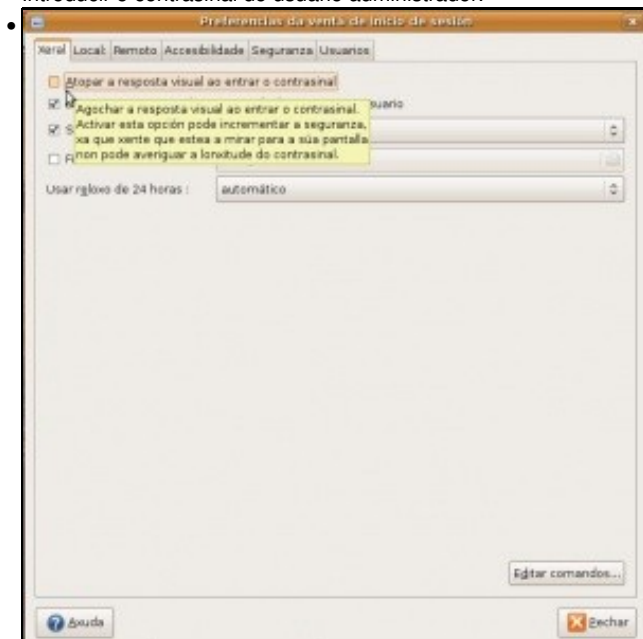 introducir o contrasinal do usuario administrador.
Preferencias da venta de inicio de sesión
Xeral Local: Remoto Accesibilidade Seguranza Usuarios
Atopar a resposta visual ao entrar o contrasinal
suario
Agochar a resposta visual ao entrar o contrasinal.
Activar esta opción pode incrementar a seguranza,
xa que xente que estea a mirar para a súa pantalla
non pode averiguar a lonxitude do contrasinal.
S
Usar reloxo de 24 horas : automático
Editar comandos...
Axuda Pechar